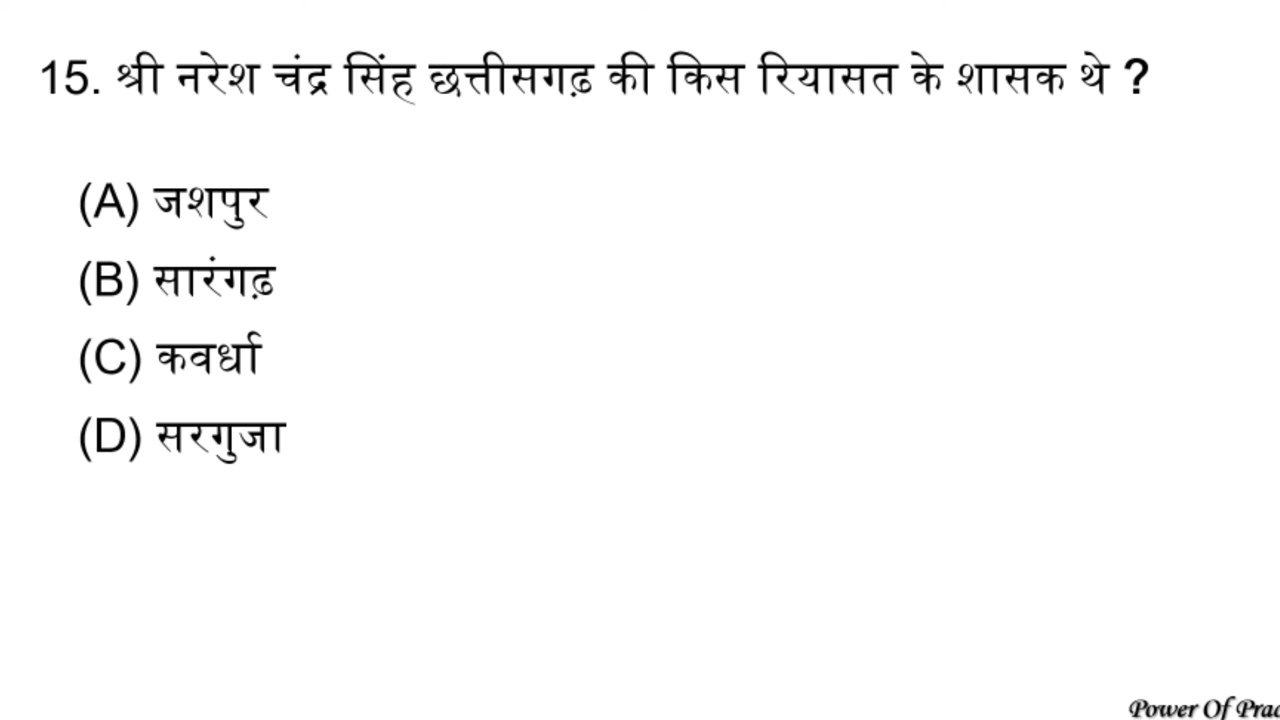 15. श्री नरेश चंद्र सिंह छत्तीसगढ़ की किस रियासत के शासक थे ?
(A) जशपुर
(B) सारंगढ़
(C) कवर्धा
(D) सरगुजा
Power Of Prac